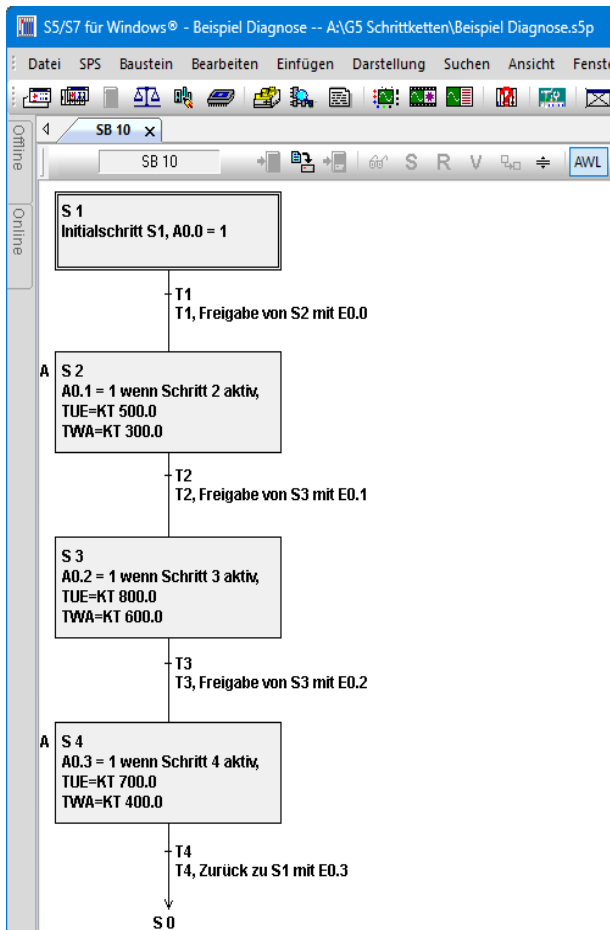 S5/S7 für Windows® - Beispiel Diagnose -- A:\G5 Schrittketten\Beispiel Diagnose.s5p
Datei SPS Baustein Bearbeiten Einfügen Darstellung Suchen Ansicht Fenste
Offline
Online
SB 10 x
SB 10 S R V AWL
S 1
Initialschritt S1, A0.0 = 1
T1
T1, Freigabe von S2 mit E0.0
A S 2
A0.1 = 1 wenn Schritt 2 aktiv,
TUE=KT 500.0
TWA=KT 300.0
T2
T2, Freigabe von S3 mit E0.1
S 3
A0.2 = 1 wenn Schritt 3 aktiv,
TUE=KT 800.0
TWA=KT 600.0
T3
T3, Freigabe von S3 mit E0.2
A S 4
A0.3 = 1 wenn Schritt 4 aktiv,
TUE=KT 700.0
TWA=KT 400.0
T4
T4, Zurück zu S1 mit E0.3
S 0